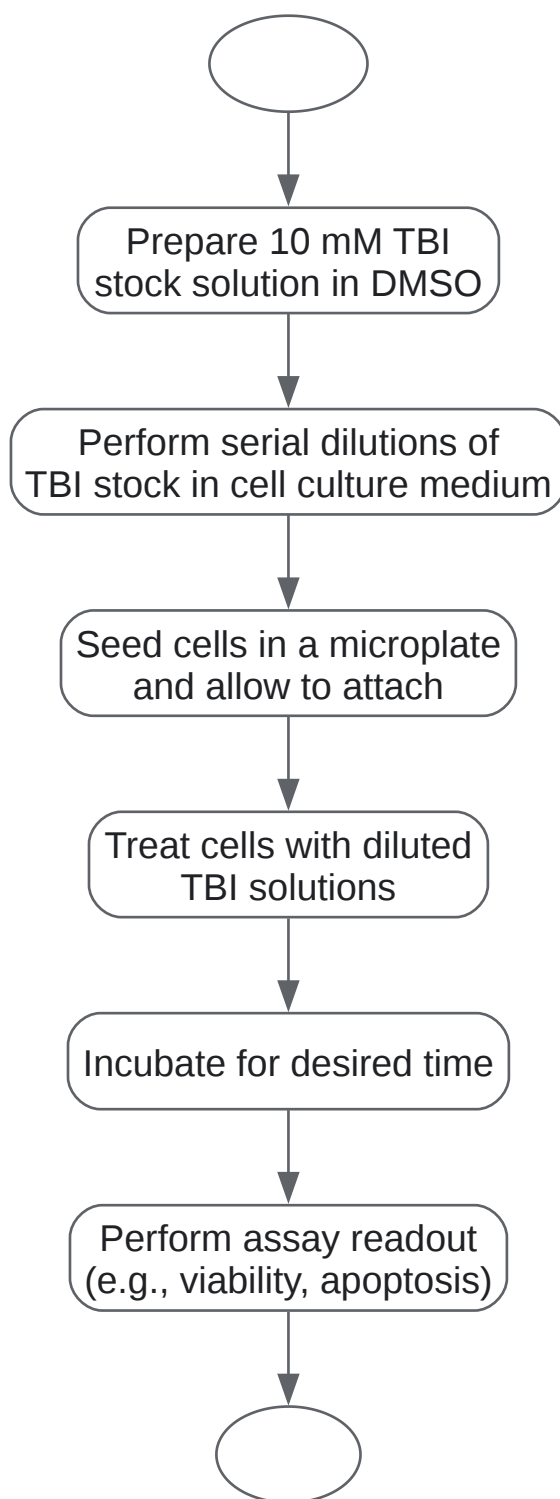 Prepare 10 mM TBI
stock solution in DMSO
Perform serial dilutions of
TBI stock in cell culture medium
Seed cells in a microplate
and allow to attach
Treat cells with diluted
TBI solutions
Incubate for desired time
Perform assay readout
(e.g., viability, apoptosis)